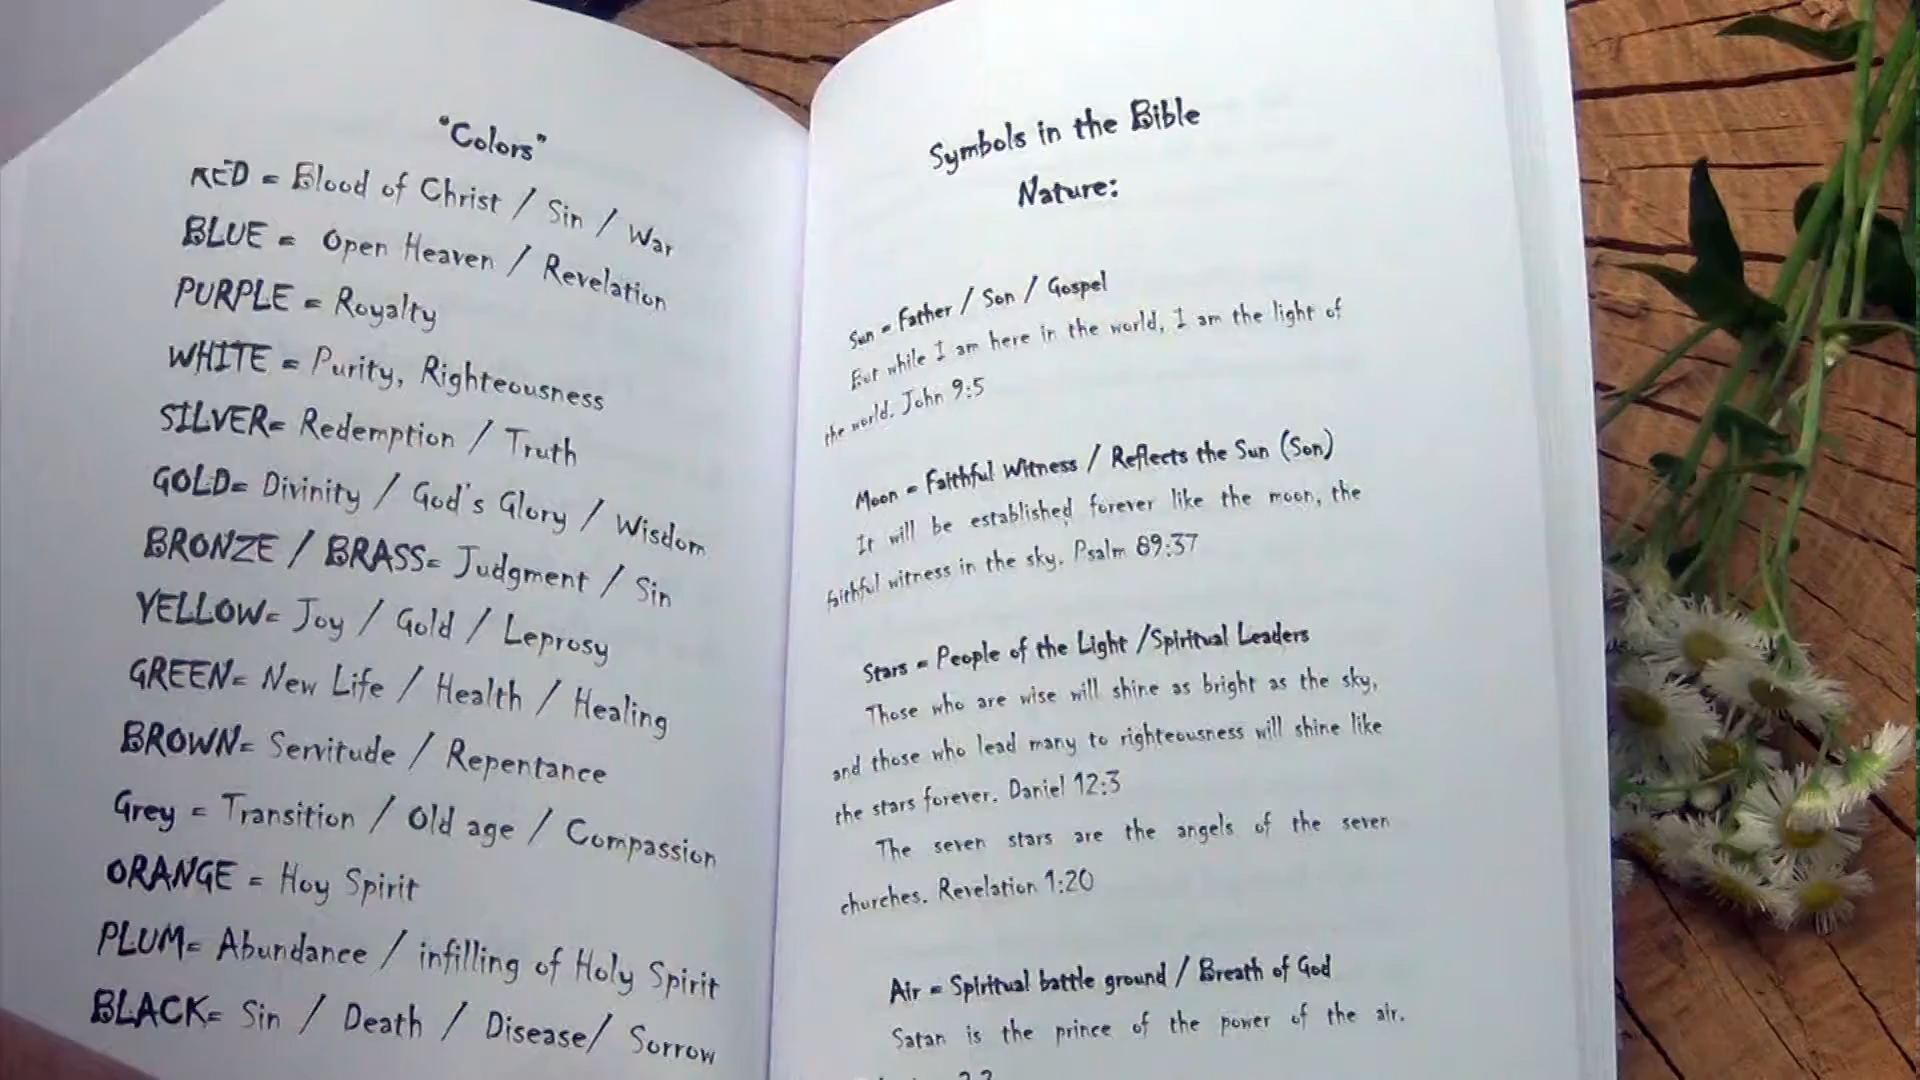 "Colors"
RED = Blood of Christ / Sin / War
BLUE = Open Heaven / Revelation
PURPLE = Royalty
WHITE = Purity, Righteousness
SILVER= Redemption / Truth
GOLD= Divinity / God's Glory / Wisdom
BRONZE / BRASS= Judgment / Sin
YELLOW= Joy / Gold / Leprosy
GREEN= New Life / Health / Healing
BROWN= Servitude / Repentance
Grey = Transition / Old age / Compassion
ORANGE = Hoy Spirit
PLUM= Abundance / infilling of Holy Spirit
BLACK= Sin / Death / Disease/ Sorrow
Symbols in the Bible
Nature:
Sun = Father / Son / Gospel
But while I am here in the world, I am the light of
the world. John 9:5
Moon = Faithful Witness / Reflects the Sun (Son)
It will be established forever like the moon, the
faithful witness in the sky. Psalm 89:37
Stars = People of the Light /Spiritual Leaders
Those who are wise will shine as bright as the sky,
and those who lead many to righteousness will shine like
the stars forever. Daniel 12:3
The seven stars are the angels of the seven
churches. Revelation 1:20
Air = Spiritual battle ground / Breath of God
Satan is the prince of the power of the air.